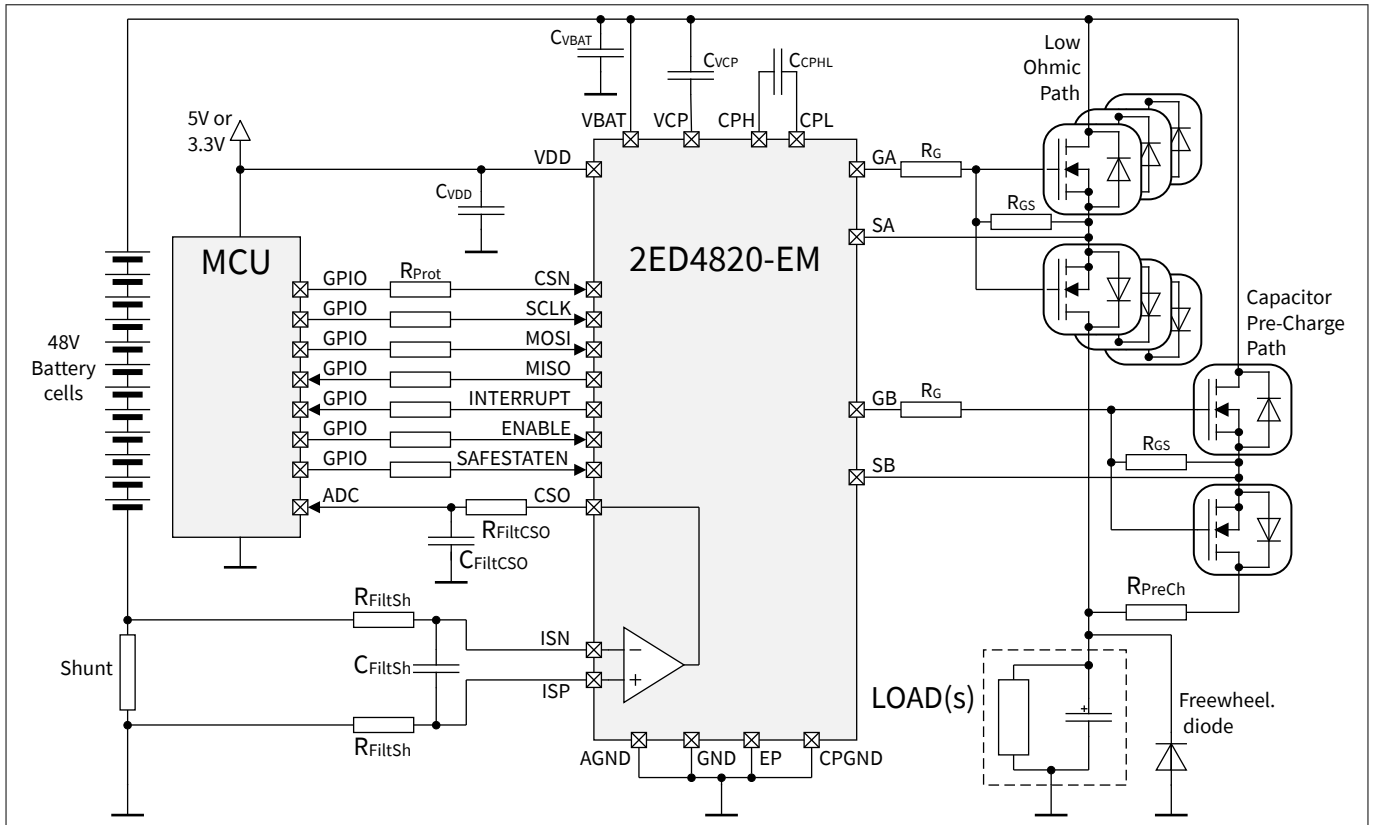 CVBAT
CVCP
CCPHL
Low
Ohmic
Path
5V or
3.3V
VBAT
VCP
CPH
CPL
VDD
CVDD
GA
RG
RGS
SA
MCU
2ED4820-EM
GPIO
RProt
CSN
GPIO
SCLK
GPIO
MOSI
GPIO
MISO
GPIO
INTERRUPT
GPIO
ENABLE
GPIO
SAFESTATEN
ADC
CSO
RFiltCSO
CFiltCSO
48V
Battery
cells
Capacitor
Pre-Charge
Path
GB
RG
RGS
SB
RPreCh
RFiltSh
ISN
Shunt
CFiltSh
ISP
RFiltSh
−
+
LOAD(s)
+
Freewheel.
diode
AGND
GND
EP
CPGND